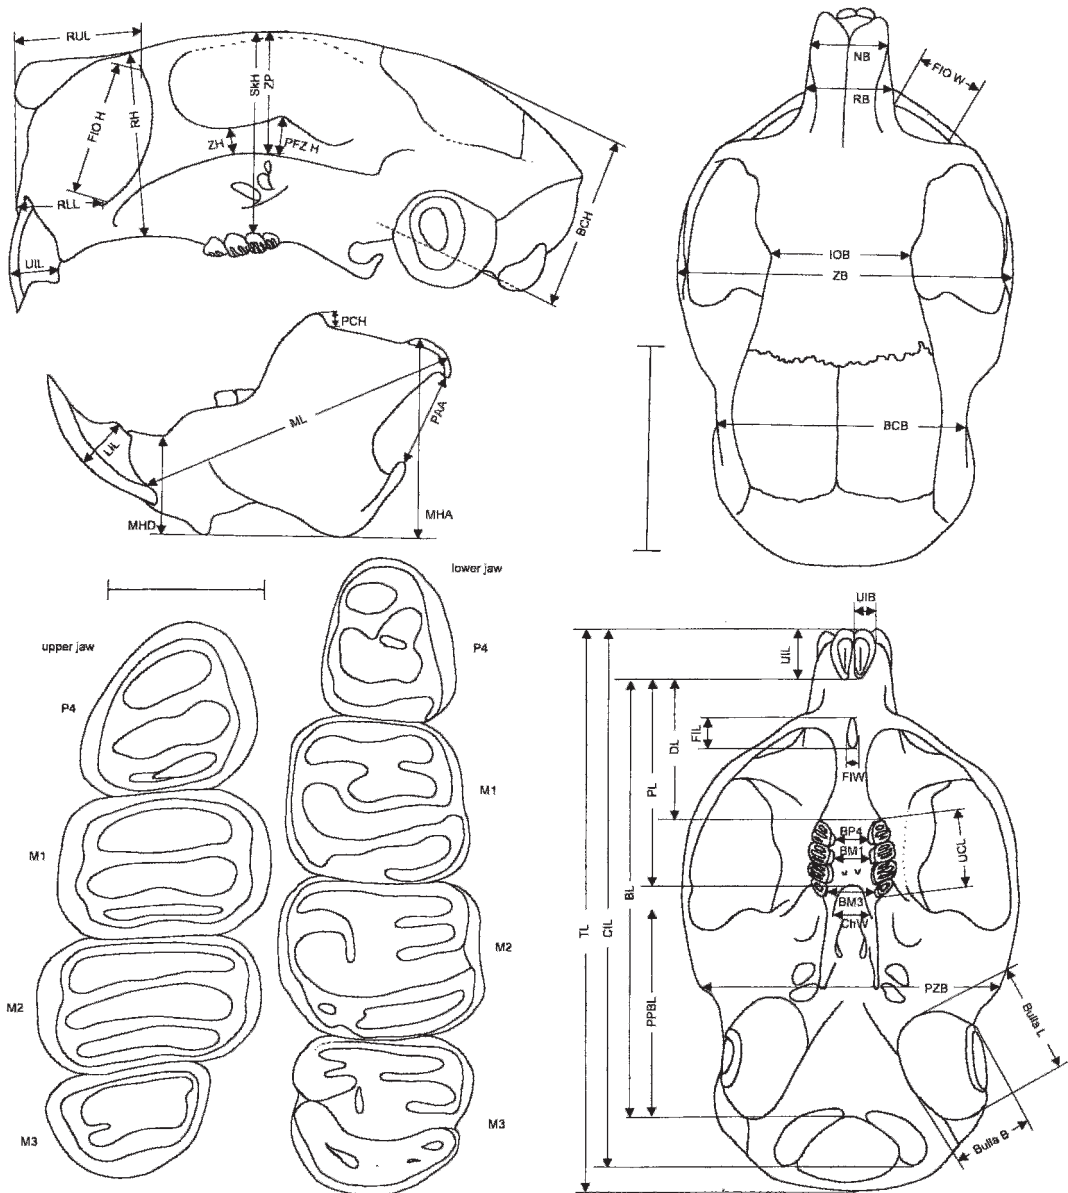 RUL
SkH
ZP
FIO H
RH
ZH
PFZ H
RLL
UIL
BCH
NB
FIO W
RB
IOB
ZB
BCB
PCH
ML
PAA
LIL
MHD
MHA
lower jaw
upper jaw
P4
P4
M1
M1
M2
M2
M3
M3
UIB
UIL
FIL
DL
FIW
PL
BP4
BM1
UCL
BL
BM3
ChW
TL
CIL
PZB
PPBL
Bulla L
Bulla B